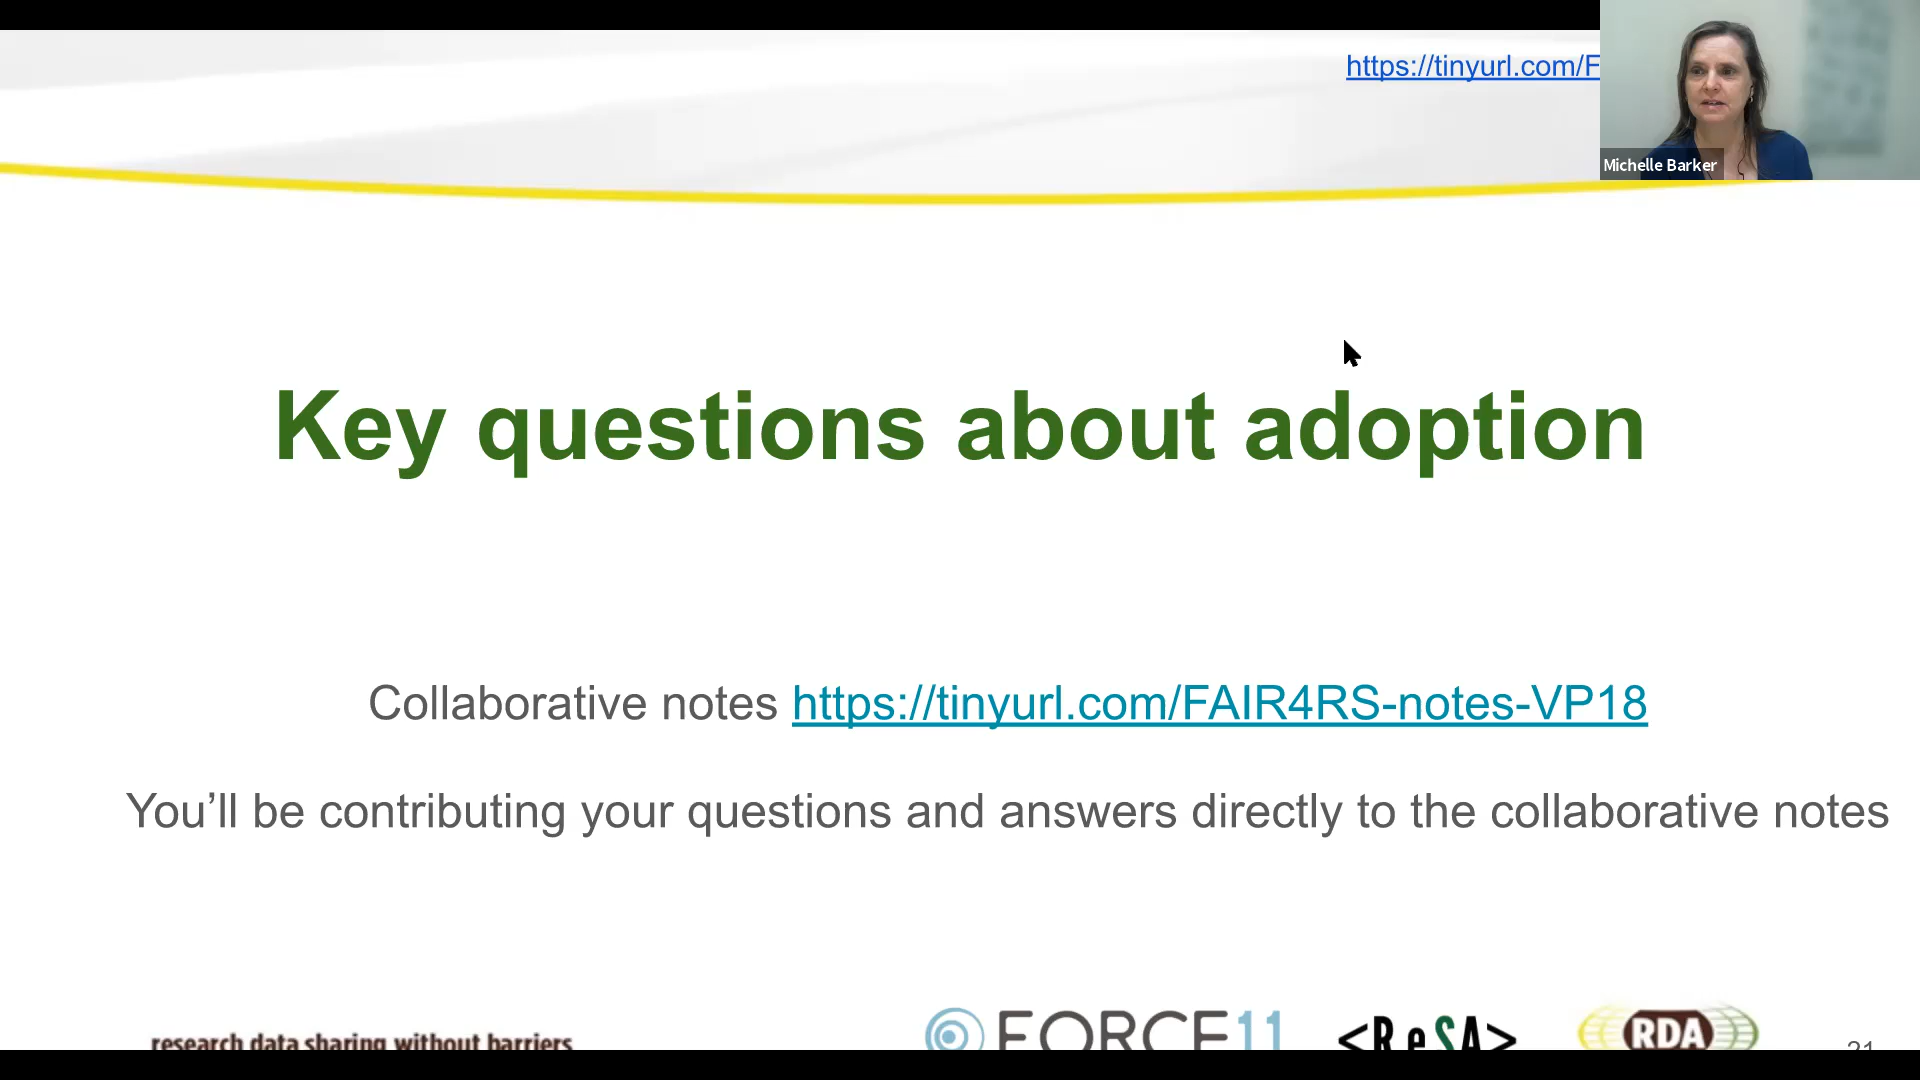 https://tinyurl.com/F
Michelle Barker
Key questions about adoption
Collaborative notes https://tinyurl.com/FAIR4RS-notes-VP18
You’ll be contributing your questions and answers directly to the collaborative notes
research data sharing without barriers
FORCE11
<ReSA>
RDA
21